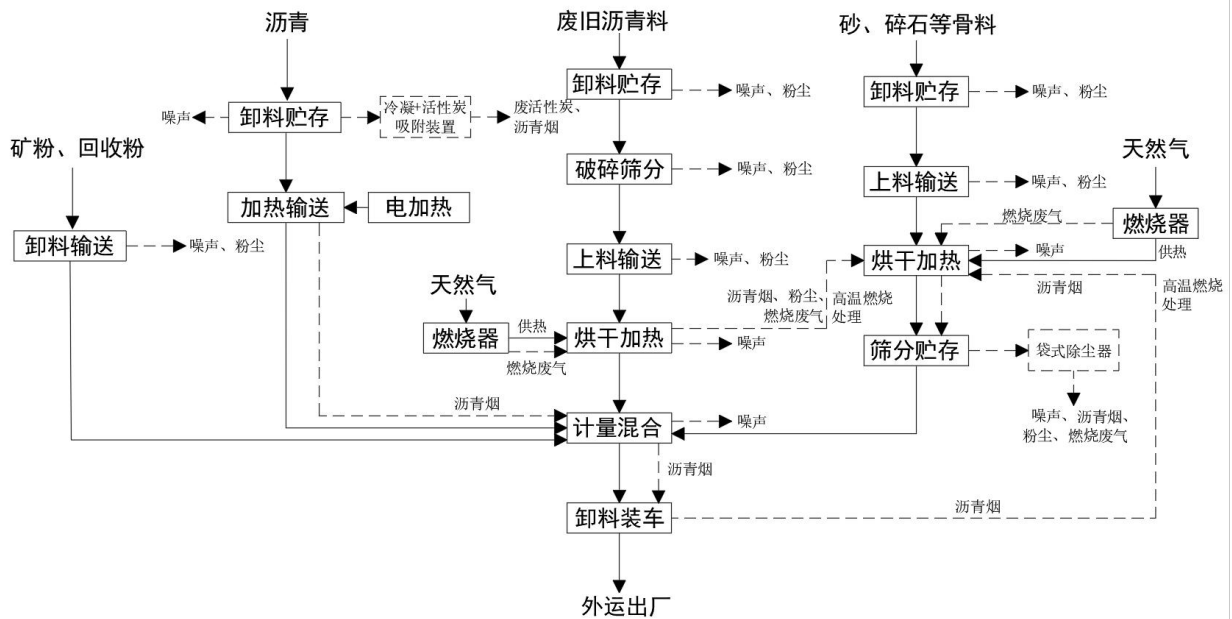 沥青
废旧沥青料
砂、碎石等骨料
卸料贮存
噪声、粉尘
卸料贮存
噪声、粉尘
噪声
卸料贮存
冷凝+活性炭
吸附装置
废活性炭、
沥青烟
矿粉、回收粉
天然气
破碎筛分
噪声、粉尘
上料输送
噪声、粉尘
加热输送
电加热
燃烧废气
燃烧器
卸料输送
噪声、粉尘
噪声
供热
上料输送
噪声、粉尘
烘干加热
天然气
沥青烟、粉尘、
燃烧废气
高温燃烧
处理
沥青烟
高温燃烧
处理
燃烧器
供热
燃烧废气
烘干加热
噪声
筛分贮存
袋式除尘器
沥青烟
计量混合
噪声
噪声、沥青烟、
粉尘、燃烧废气
沥青烟
卸料装车
沥青烟
外运出厂